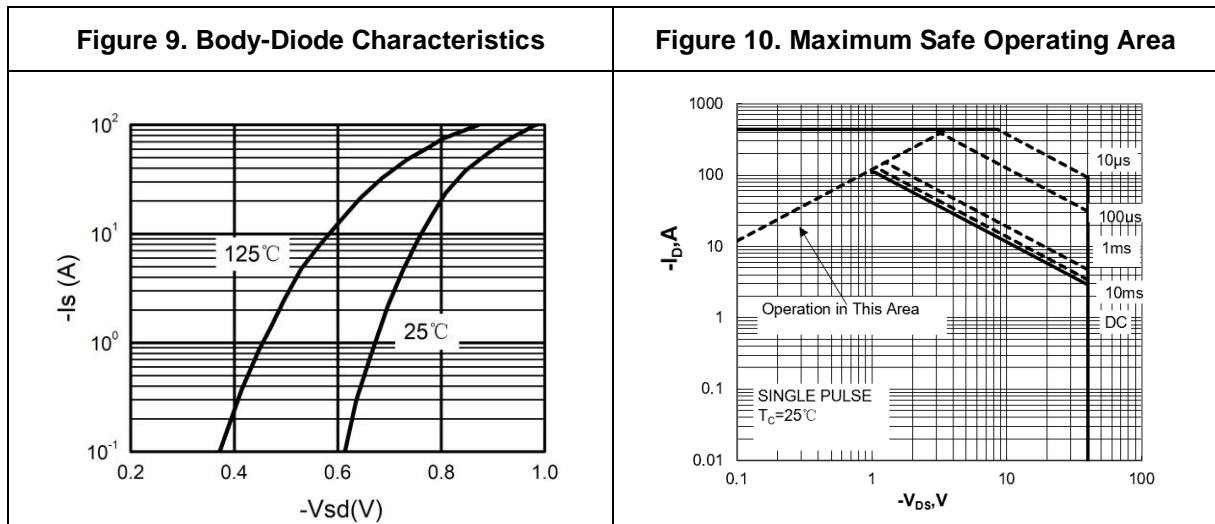 Figure 9. Body-Diode Characteristics
10²
10¹
10⁰
10⁻¹
-Is (A)
125℃
25℃
0.2 0.4 0.6 0.8 1.0
-Vsd(V)
Figure 10. Maximum Safe Operating Area
1000
100
10
1
0.1
0.01
-I_D,A
10µs
100us
1ms
10ms
DC
Operation in This Area
SINGLE PULSE
T_C=25℃
0.1 1 10 100
-V_DS,V